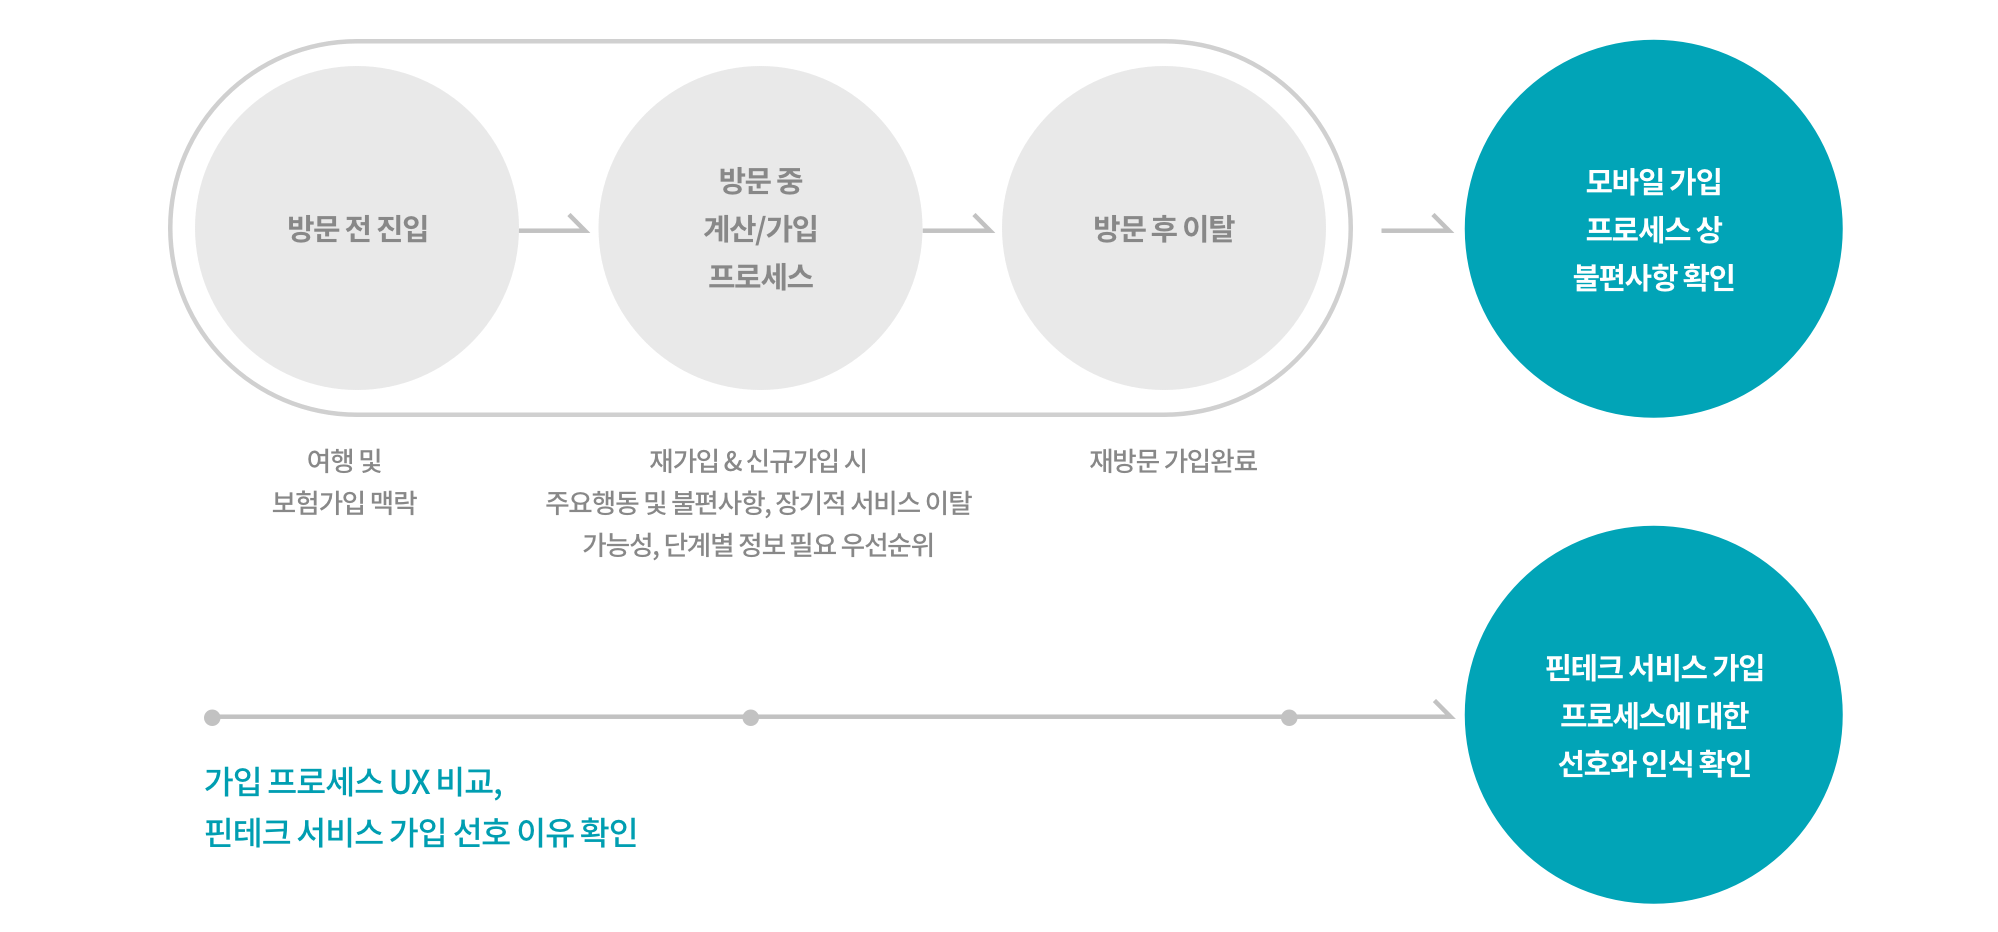 방문 전 진입
방문 중
계산/가입
프로세스
방문 후 이탈
모바일 가입
프로세스 상
불편사항 확인
여행 및
보험가입 맥락
재가입 & 신규가입 시
주요행동 및 불편사항, 장기적 서비스 이탈
가능성, 단계별 정보 필요 우선순위
재방문 가입완료
핀테크 서비스 가입
프로세스에 대한
선호와 인식 확인
가입 프로세스 UX 비교,
핀테크 서비스 가입 선호 이유 확인